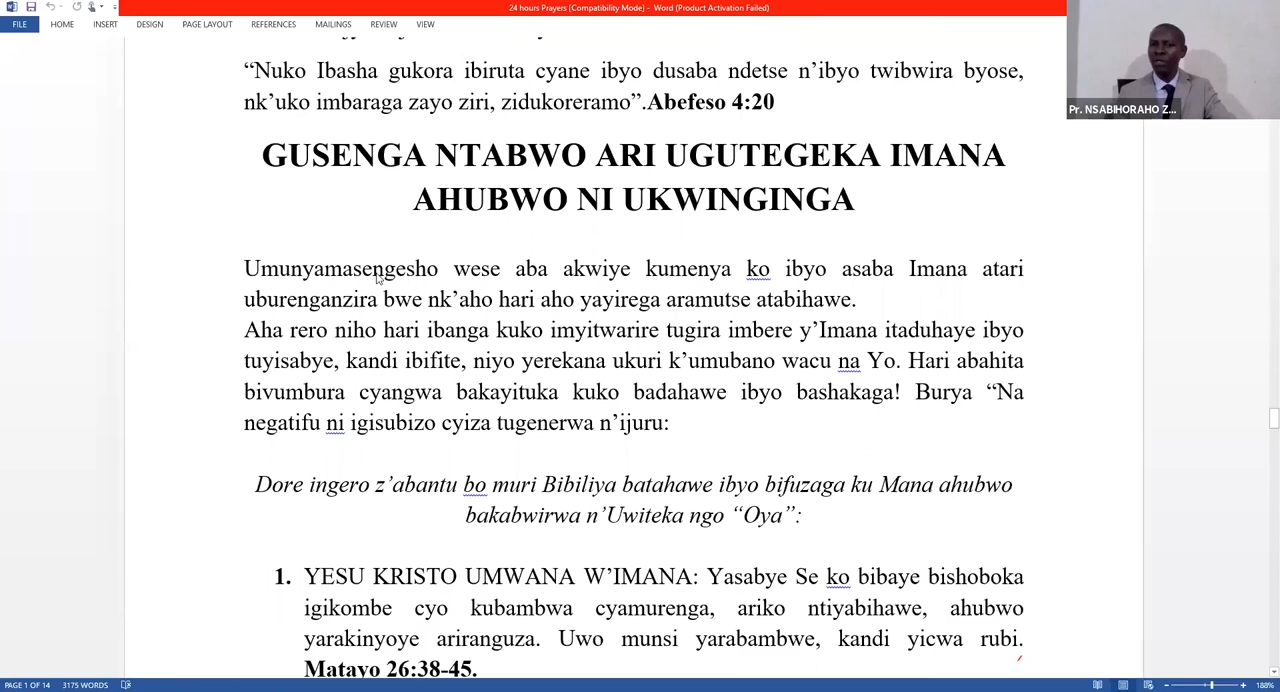 24 hours Prayers [Compatibility Mode] - Word (Product Activation Failed)
FILE HOME INSERT DESIGN PAGE LAYOUT REFERENCES MAILINGS REVIEW VIEW
“Nuko Ibasha gukora ibiruta cyane ibyo dusaba ndetse n’ibyo twibwira byose,
nk’uko imbaraga zayo ziri, zidukoreramo”.Abefeso 4:20
GUSENGA NTABWO ARI UGUTEGEKA IMANA
AHUBWO NI UKWINGINGA
Umunyamasengesho wese aba akwiye kumenya ko ibyo asaba Imana atari
uburenganzira bwe nk’aho hari aho yayirega aramutse atabihawe.
Aha rero niho hari ibanga kuko imyitwarire tugira imbere y’Imana itaduhaye ibyo
tuyisabye, kandi ibifite, niyo yerekana ukuri k’umubano wacu na Yo. Hari abahita
bivumbura cyangwa bakayituka kuko badahawe ibyo bashakaga! Burya “Na
negatifu ni igisubizo cyiza tugenerwa n’ijuru:
Dore ingero z’abantu bo muri Bibiliya batahawe ibyo bifuzaga ku Mana ahubwo
bakabwirwa n’Uwiteka ngo “Oya”:
1. YESU KRISTO UMWANA W’IMANA: Yasabye Se ko bibaye bishoboka
igikombe cyo kubambwa cyamurenga, ariko ntiyabihawe, ahubwo
yarakinyoye ariranguza. Uwo munsi yarabambwe, kandi yicwa rubi.
Matayo 26:38-45.
Pr. NSABIHORAHO Z...
PAGE 1 OF 14 3175 WORDS
188%